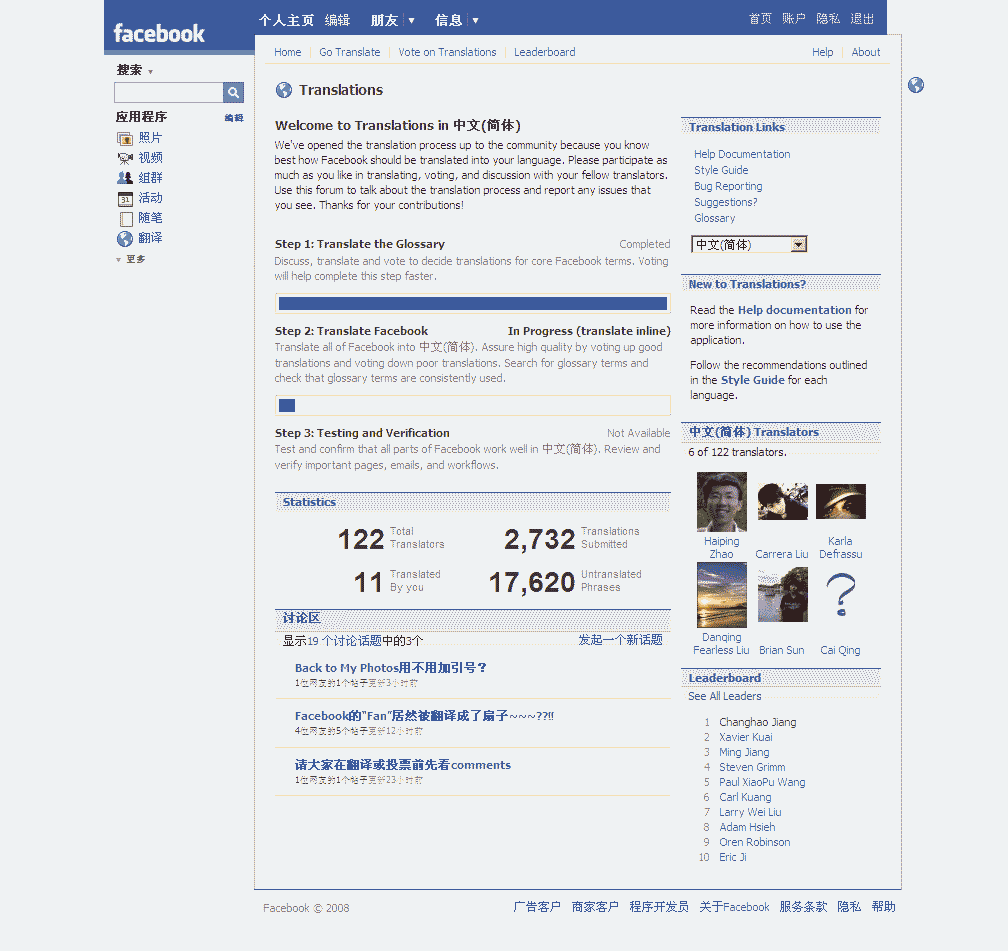 facebook
个人主页 编辑 朋友 信息
首页 账户 隐私 退出
搜索
应用程序 编辑
照片
视频
组群
活动
随笔
翻译
更多
Home Go Translate Vote on Translations Leaderboard
Help About
Translations
Welcome to Translations in 中文(简体)
We've opened the translation process up to the community because you know
best how Facebook should be translated into your language. Please participate as
much as you like in translating, voting, and discussion with your fellow translators.
Use this forum to talk about the translation process and report any issues that
you see. Thanks for your contributions!
Step 1: Translate the Glossary Completed
Discuss, translate and vote to decide translations for core Facebook terms. Voting
will help complete this step faster.
Step 2: Translate Facebook In Progress (translate inline)
Translate all of Facebook into 中文(简体). Assure high quality by voting up good
translations and voting down poor translations. Search for glossary terms and
check that glossary terms are consistently used.
Step 3: Testing and Verification Not Available
Test and confirm that all parts of Facebook work well in 中文(简体). Review and
verify important pages, emails, and workflows.
Statistics
122 Total Translators
2,732 Translations Submitted
11 Translated By you
17,620 Untranslated Phrases
讨论区
显示19 个讨论话题中的3个 发起一个新话题
Back to My Photos用不用加引号？
1位网友的1个帖子更新3小时前
Facebook的“Fan”居然被翻译成了扇子~~~??!!
4位网友的5个帖子更新12小时前
请大家在翻译或投票前先看comments
1位网友的1个帖子更新23小时前
Translation Links
Help Documentation
Style Guide
Bug Reporting
Suggestions?
Glossary
中文(简体)
New to Translations?
Read the Help documentation for
more information on how to use the
application.
Follow the recommendations outlined
in the Style Guide for each
language.
中文(简体) Translators
6 of 122 translators.
Haiping Zhao
Carrera Liu
Karla Defrassu
Danqing Fearless Liu
Brian Sun
Cai Qing
Leaderboard
See All Leaders
1 Changhao Jiang
2 Xavier Kuai
3 Ming Jiang
4 Steven Grimm
5 Paul XiaoPu Wang
6 Carl Kuang
7 Larry Wei Liu
8 Adam Hsieh
9 Oren Robinson
10 Eric Ji
Facebook © 2008
广告客户 商家客户 程序开发员 关于Facebook 服务条款 隐私 帮助